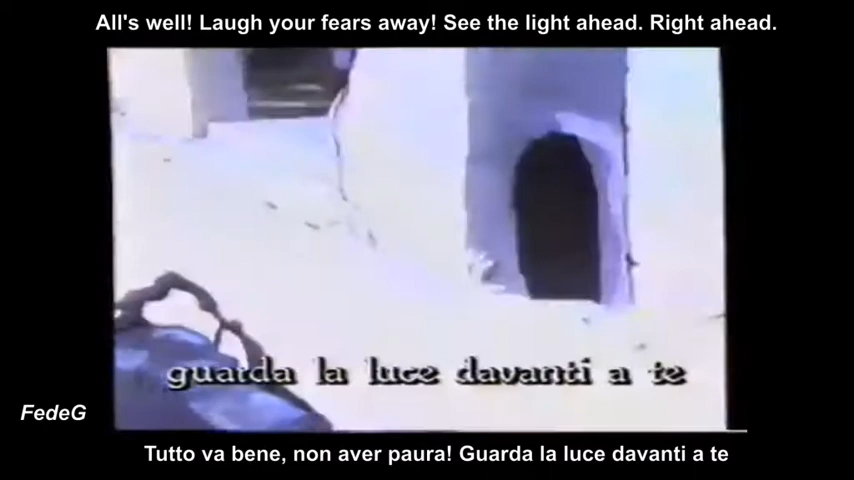 All's well! Laugh your fears away! See the light ahead. Right ahead.
guarda la luce davanti a te
FedeG
Tutto va bene, non aver paura! Guarda la luce davanti a te